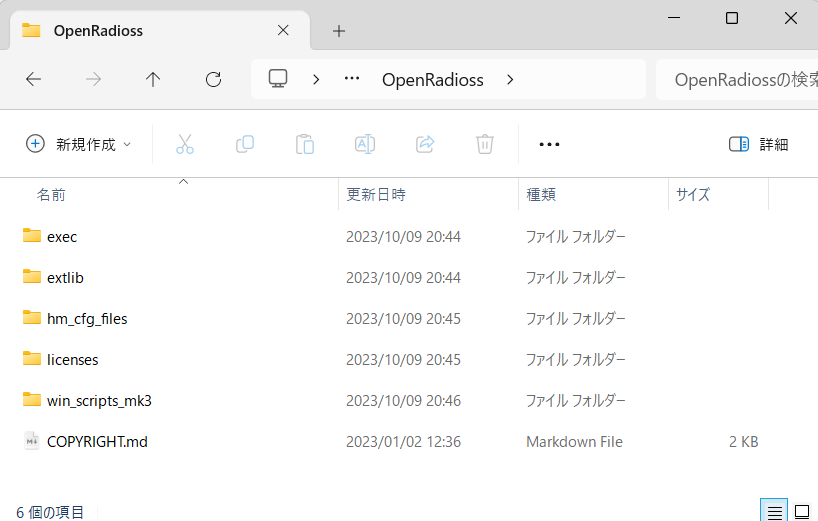 OpenRadioss
OpenRadioss
OpenRadiossの検索
新規作成
詳細
名前 更新日時 種類 サイズ
exec 2023/10/09 20:44 ファイル フォルダー
extlib 2023/10/09 20:44 ファイル フォルダー
hm_cfg_files 2023/10/09 20:45 ファイル フォルダー
licenses 2023/10/09 20:45 ファイル フォルダー
win_scripts_mk3 2023/10/09 20:46 ファイル フォルダー
COPYRIGHT.md 2023/01/02 12:36 Markdown File 2 KB
6 個の項目